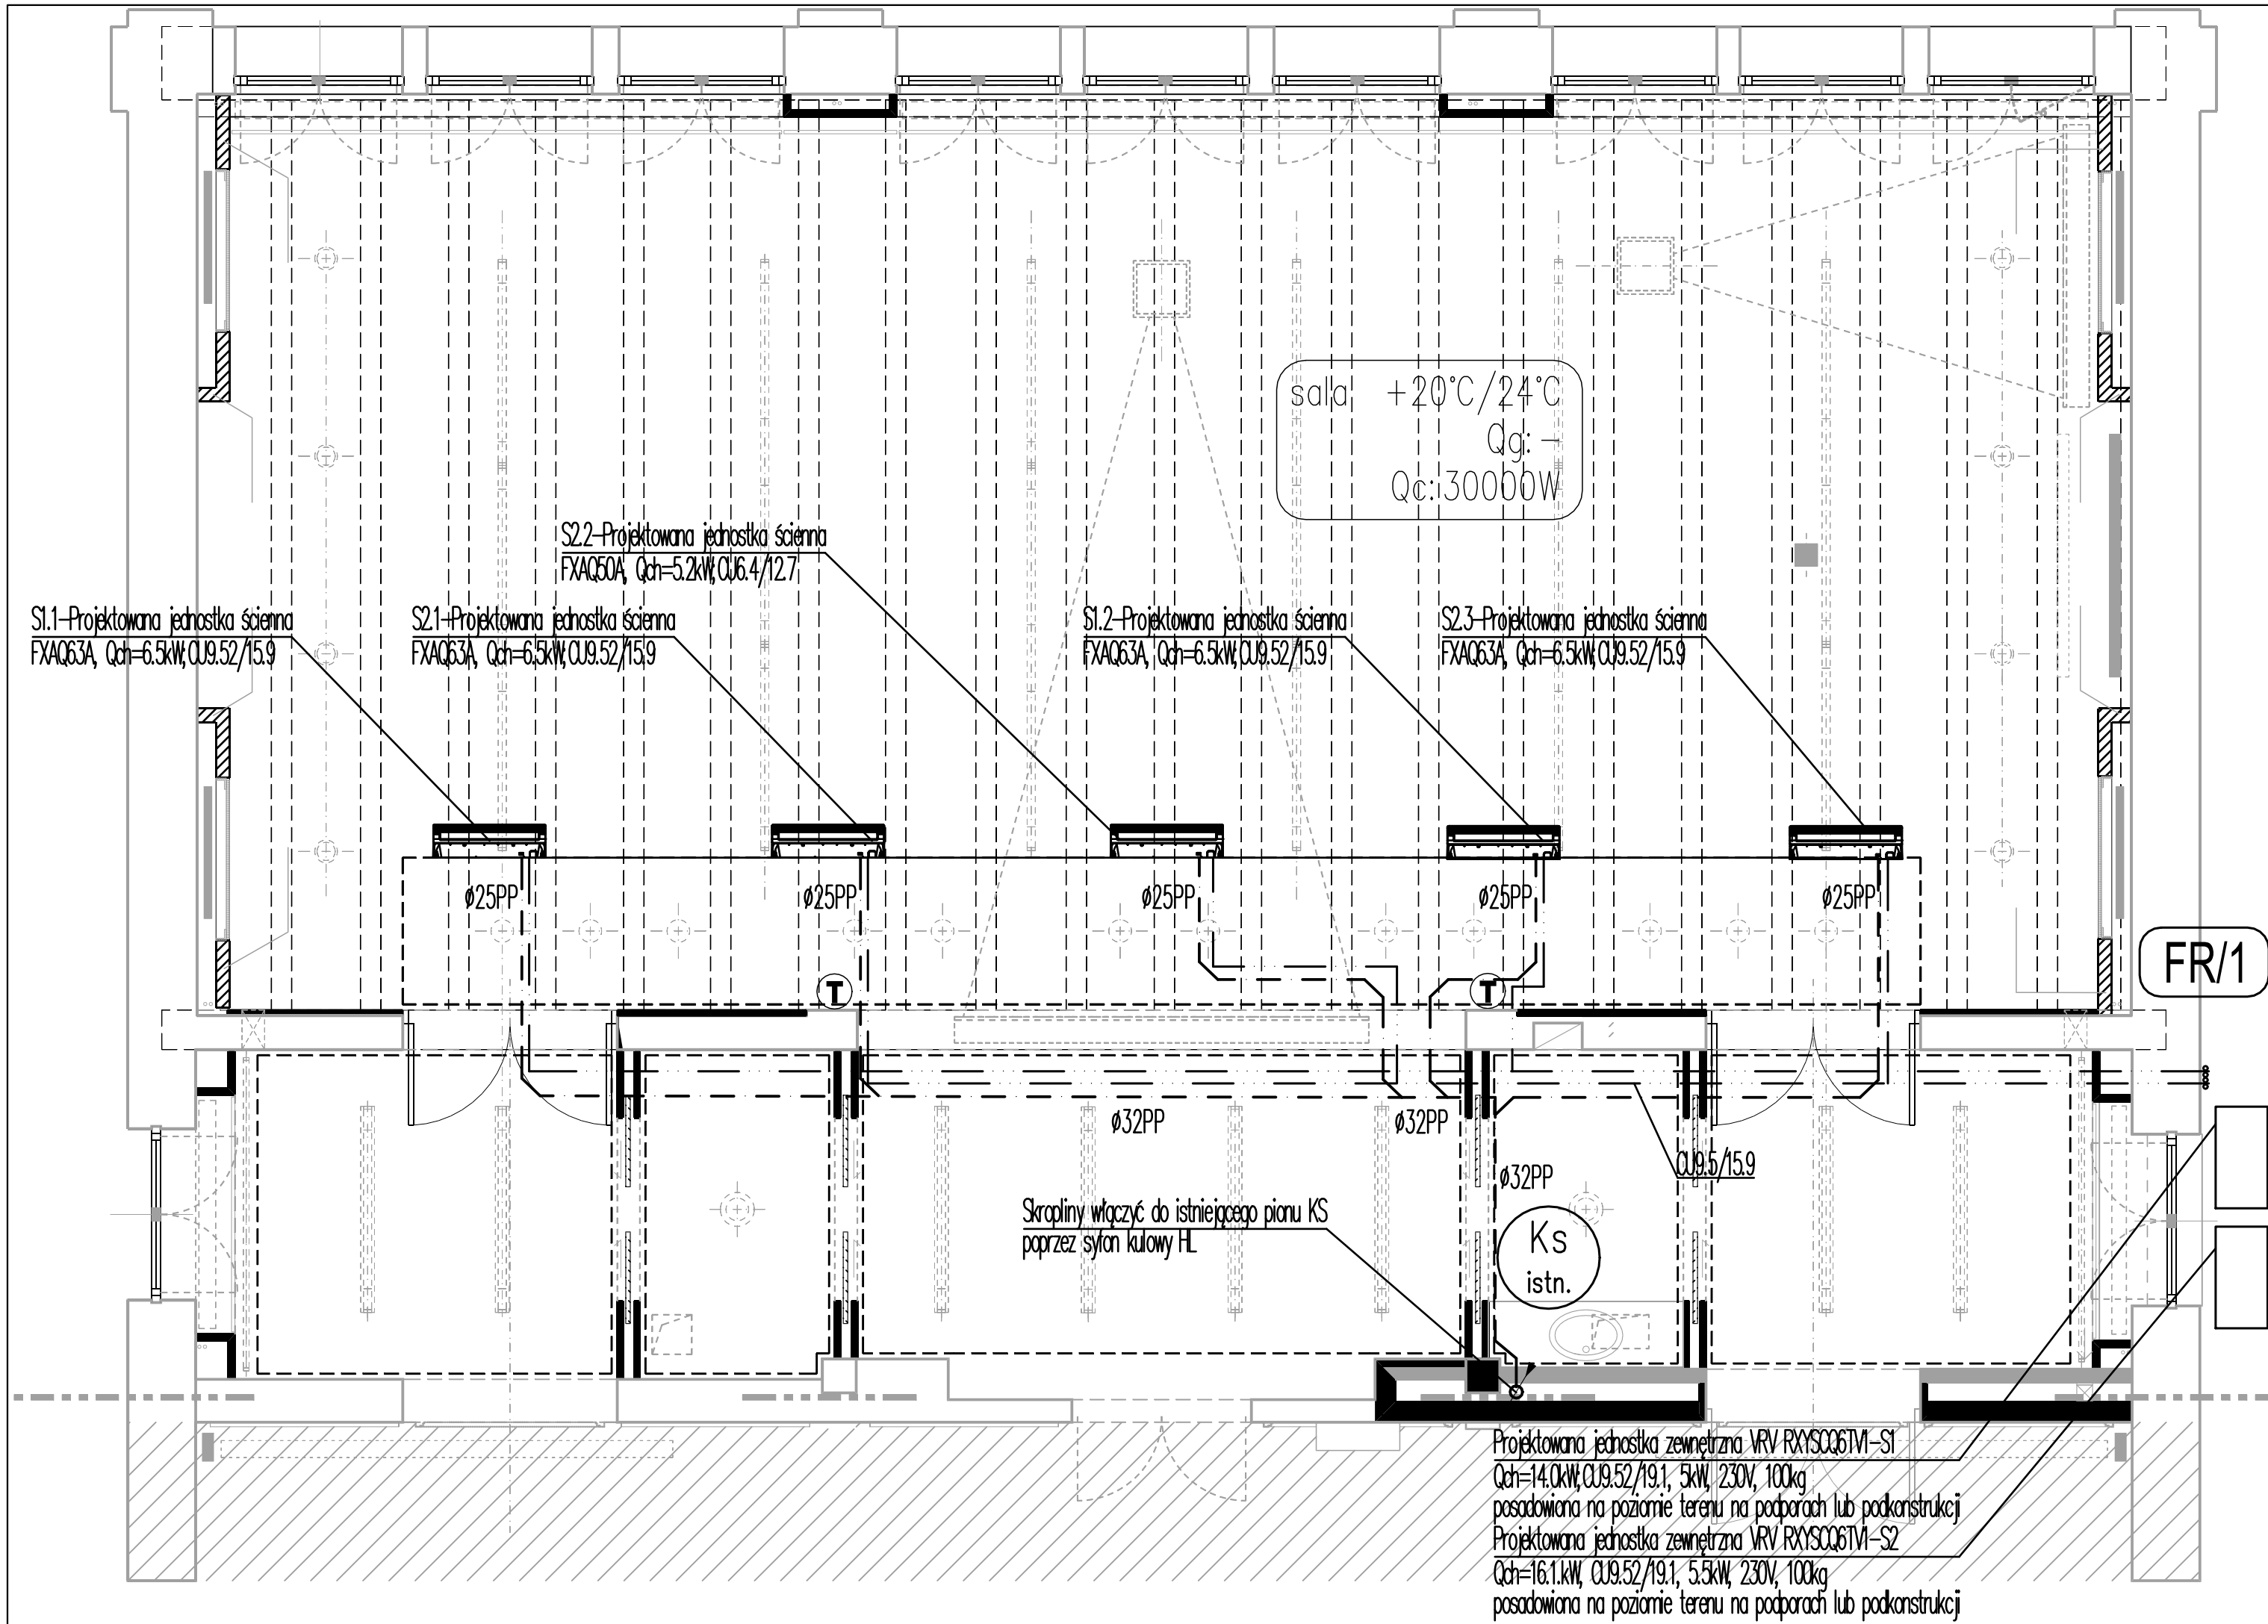 sala +20°C/24°C
Qg: -
Qc: 30000W
S2.2-Projektowana jednostka ścienna
FXAQ50A, Qch=5.2kW, CU6.4/12.7
S1.1-Projektowana jednostka ścienna
FXAQ63A, Qch=6.5kW, CU9.52/15.9
S2.1-Projektowana jednostka ścienna
FXAQ63A, Qch=6.5kW, CU9.52/15.9
S1.2-Projektowana jednostka ścienna
FXAQ63A, Qch=6.5kW, CU9.52/15.9
S2.3-Projektowana jednostka ścienna
FXAQ63A, Qch=6.5kW, CU9.52/15.9
ø25PP
ø25PP
ø25PP
ø25PP
ø25PP
T
T
FR/1
ø32PP
ø32PP
ø32PP
CU9.5/15.9
Skropliny włączyć do istniejącego pionu KS
poprzez syfon kulowy HL
Ks
istn.
Projektowana jednostka zewnętrzna VRV RXYSCQ6TV1-S1
Qch=14.0kW, CU9.52/19.1, 5kW, 230V, 100kg
posadowiona na poziomie terenu na podporach lub podkonstrukcji
Projektowana jednostka zewnętrzna VRV RXYSCQ6TV1-S2
Qch=16.1.kW, CU9.52/19.1, 5.5kW, 230V, 100kg
posadowiona na poziomie terenu na podporach lub podkonstrukcji